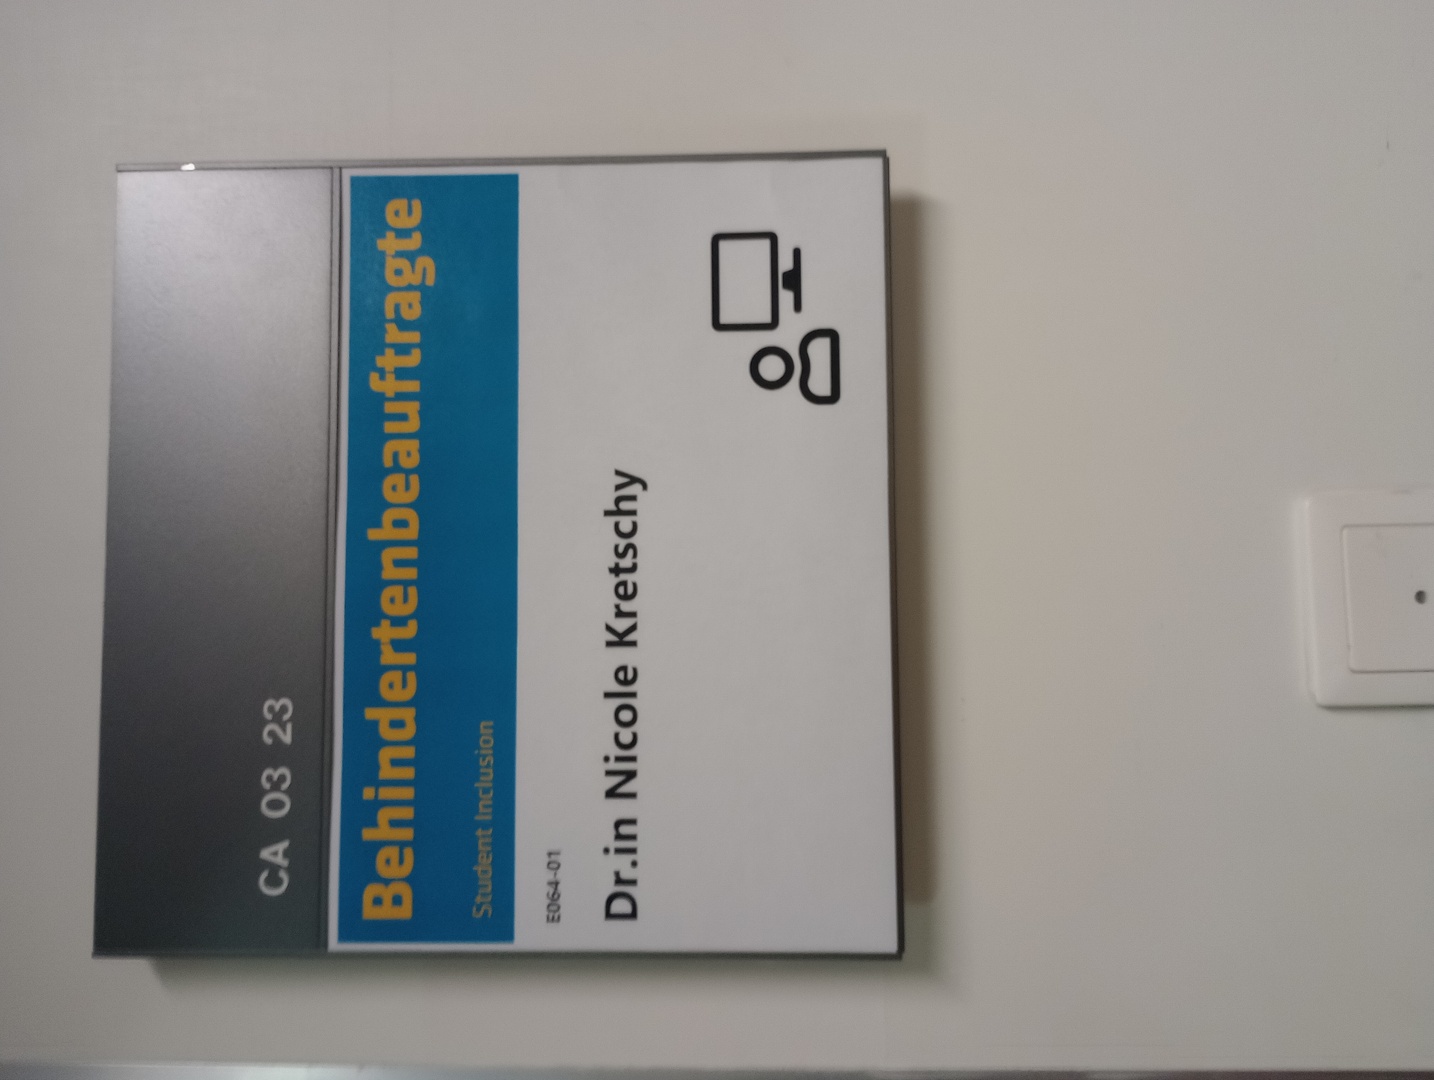 CA 03 23
Behindertenbeauftragte
Student Inclusion
E064-01
Dr.in Nicole Kretschy